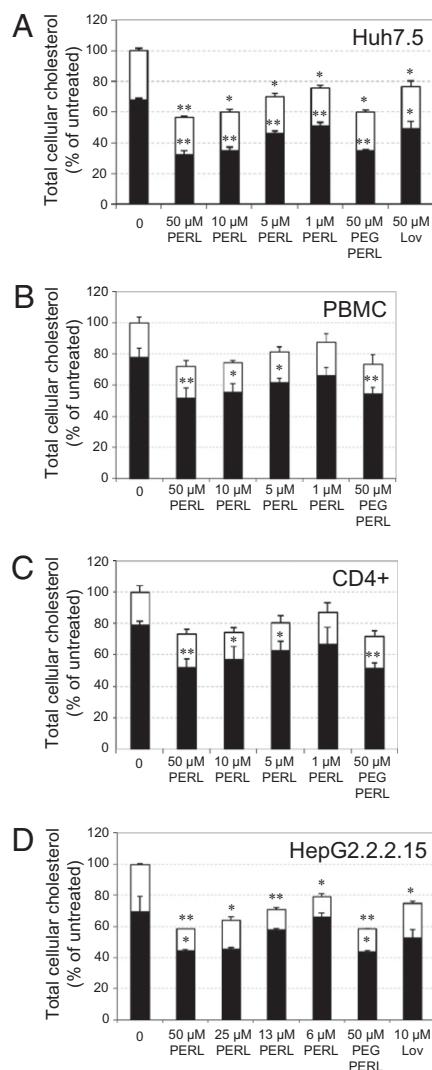 A
Huh7.5
Total cellular cholesterol
(% of untreated)
120
100
80
60
40
20
0
** * * * * *
** ** ** ** ** *
0 50 µM 10 µM 5 µM 1 µM 50 µM 50 µM
PERL PERL PERL PERL PEG Lov
PERL
B
PBMC
Total cellular cholesterol
(% of untreated)
120
100
80
60
40
20
0
** * * **
0 50 µM 10 µM 5 µM 1 µM 50 µM
PERL PERL PERL PERL PEG
PERL
C
CD4+
Total cellular cholesterol
(% of untreated)
120
100
80
60
40
20
0
** * * **
0 50 µM 10 µM 5 µM 1 µM 50 µM
PERL PERL PERL PERL PEG
PERL
D
HepG2.2.2.15
Total cellular cholesterol
(% of untreated)
120
100
80
60
40
20
0
** * ** * ** *
* *
0 50 µM 25 µM 13 µM 6 µM 50 µM 10 µM
PERL PERL PERL PERL PEG Lov
PERL